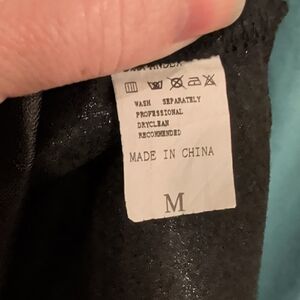 WASH SEPARATELY
PROFESSIONAL
DRYCLEAN
RECOMMENDED
MADE IN CHINA
M